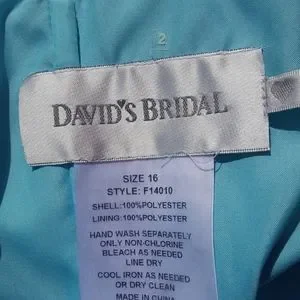 2
DAVID'S BRIDAL
SIZE 16
STYLE: F14010
SHELL:100%POLYESTER
LINING:100%POLYESTER
HAND WASH SEPARATELY
ONLY NON-CHLORINE
BLEACH AS NEEDED
LINE DRY
COOL IRON AS NEEDED
OR DRY CLEAN
MADE IN CHINA